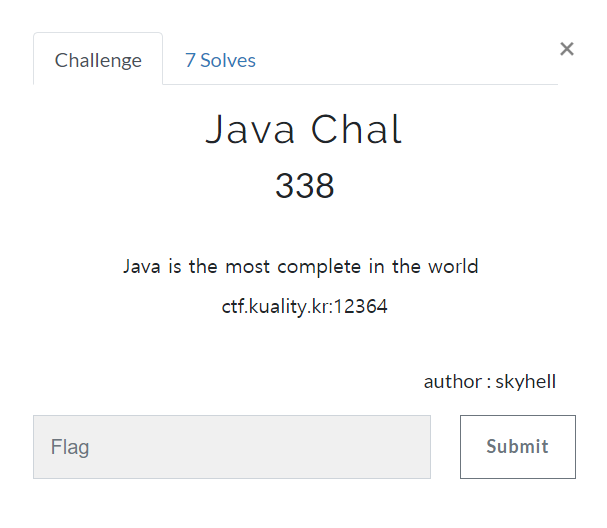 Challenge
7 Solves
×
Java Chal
338
Java is the most complete in the world
ctf.kuality.kr:12364
author : skyhell
Flag
Submit